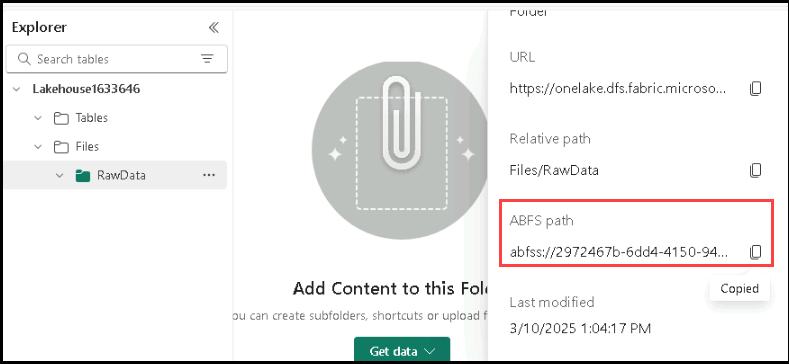 Explorer
Search tables
Lakehouse1633646
Tables
Files
RawData
Add Content to this Fol
ou can create subfolders, shortcuts or upload f
Get data
Folder
URL
https://onelake.dfs.fabric.microso...
Relative path
Files/RawData
ABFS path
abfss://2972467b-6dd4-4150-94...
Copied
Last modified
3/10/2025 1:04:17 PM